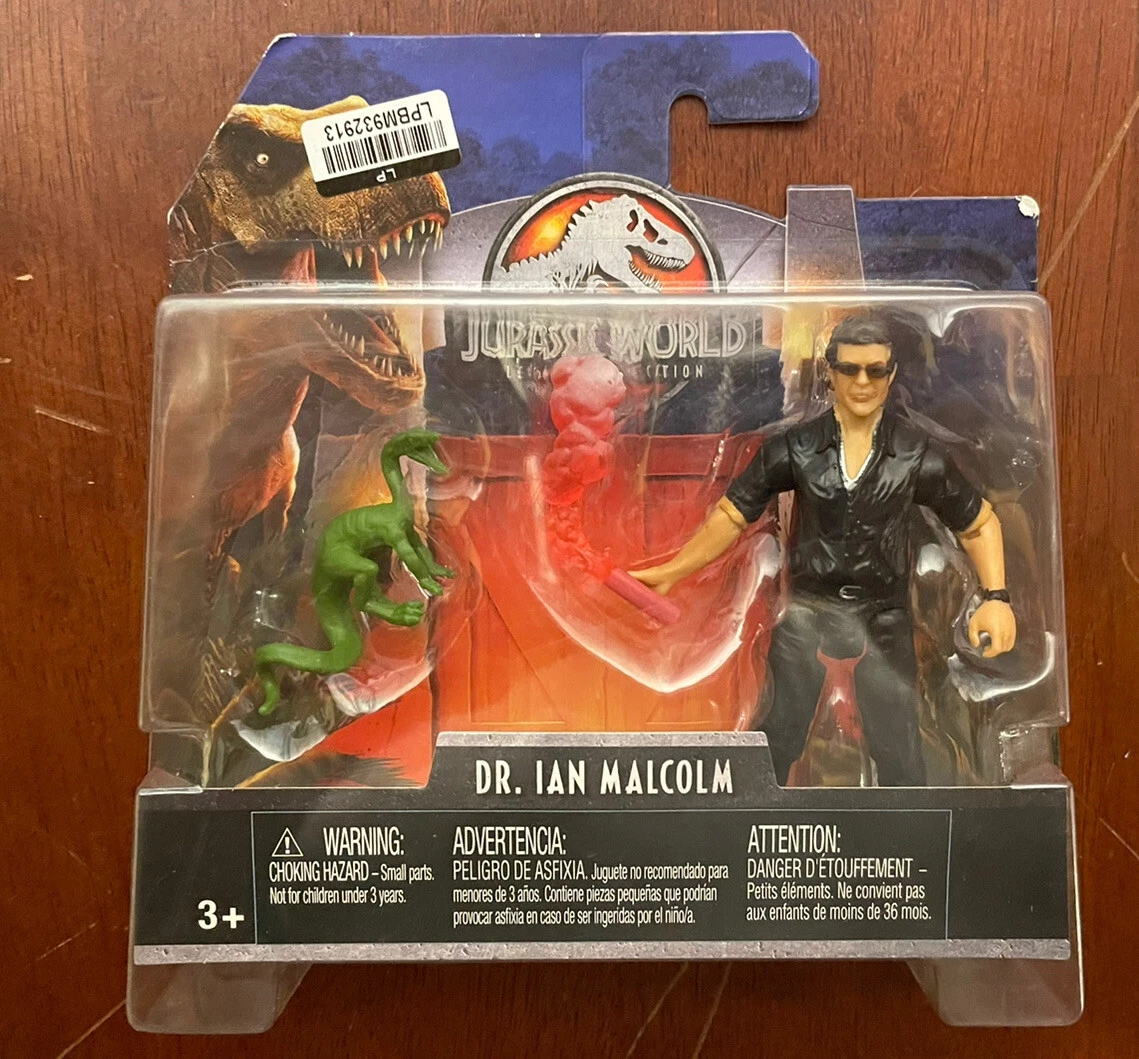 LP
LPBM932913
JURASSIC WORLD
DR. IAN MALCOLM
WARNING:
CHOKING HAZARD – Small parts.
Not for children under 3 years.
ADVERTENCIA:
PELIGRO DE ASFIXIA. Juguete no recomendado para
menores de 3 años. Contiene piezas pequeñas que podrían
provocar asfixia en caso de ser ingeridas por el niño/a.
ATTENTION:
DANGER D'ÉTOUFFEMENT –
Petits éléments. Ne convient pas
aux enfants de moins de 36 mois.
3+